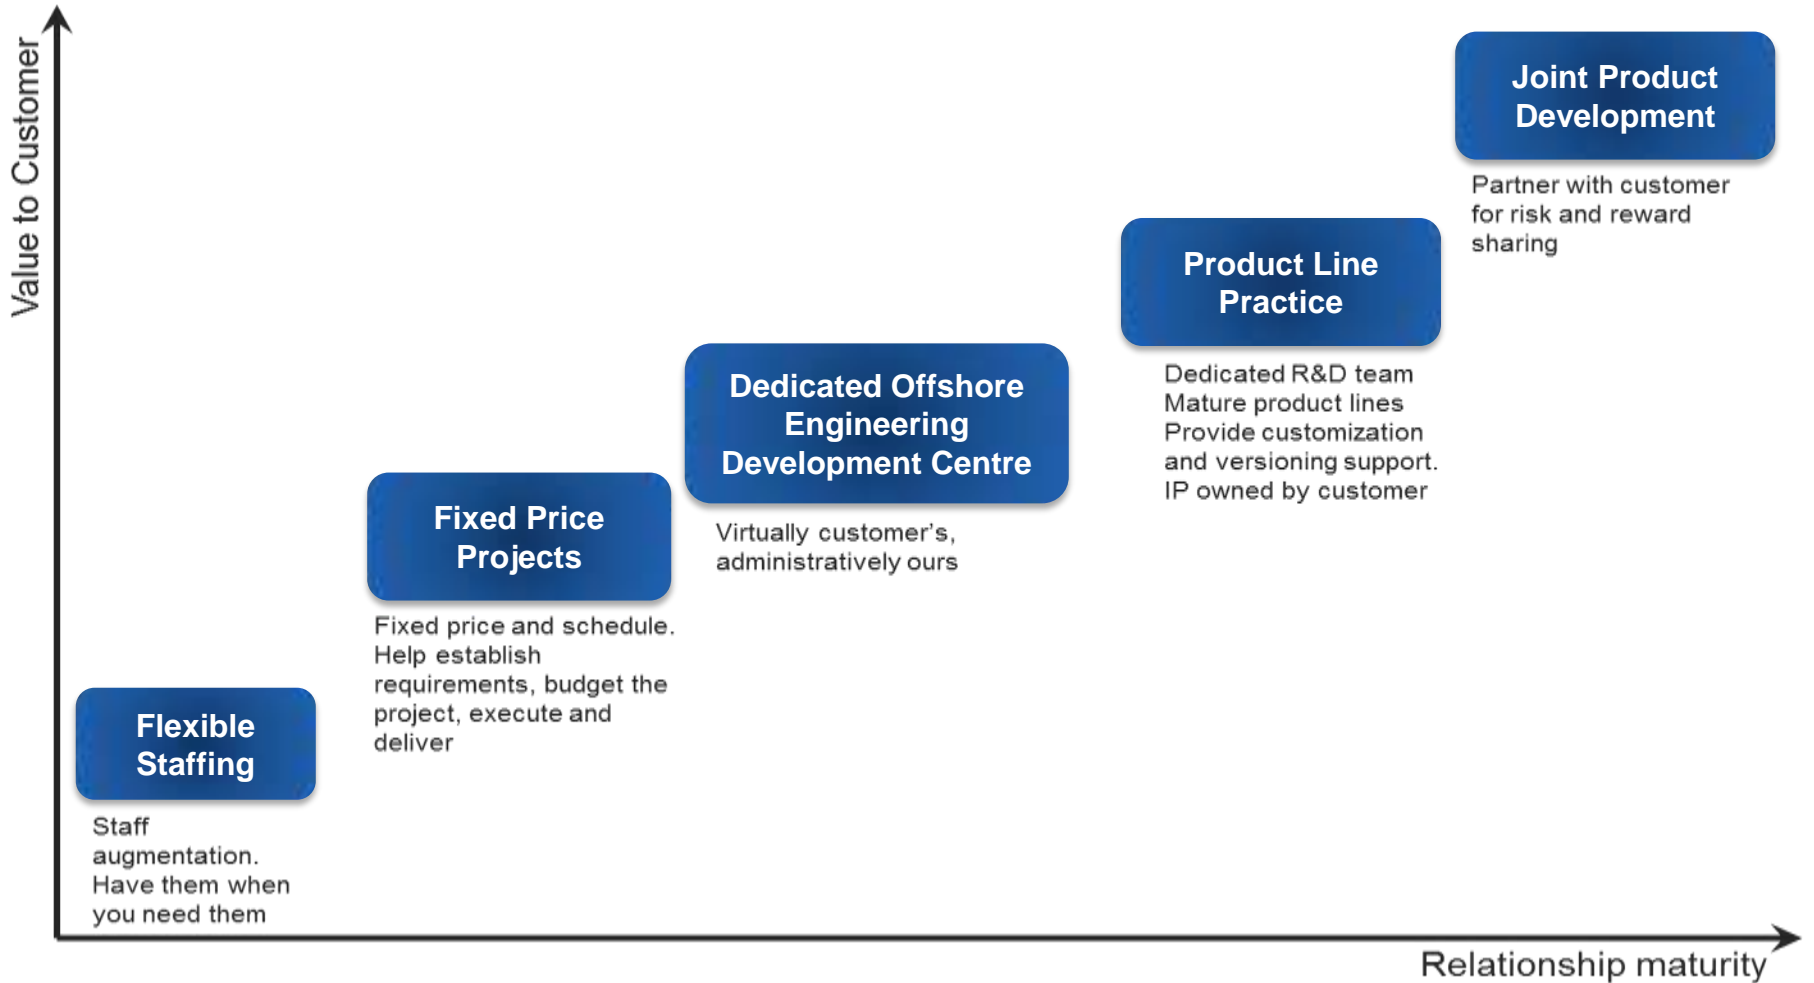 Value to Customer
Joint Product
Development
Partner with customer
for risk and reward
sharing
Product Line
Practice
Dedicated R&D team
Mature product lines
Provide customization
and versioning support.
IP owned by customer
Dedicated Offshore
Engineering
Development Centre
Virtually customer’s,
administratively ours
Fixed Price
Projects
Fixed price and schedule.
Help establish
requirements, budget the
project, execute and
deliver
Flexible
Staffing
Staff
augmentation.
Have them when
you need them
Relationship maturity